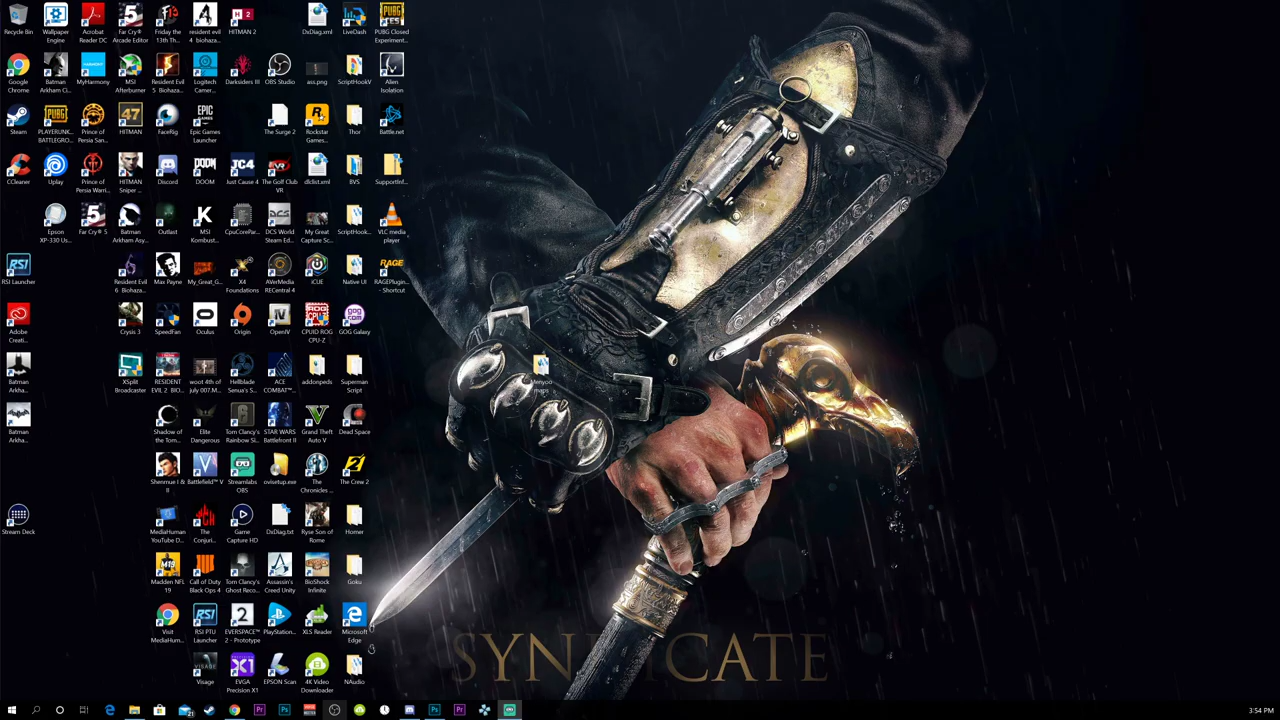 Recycle Bin
Wallpaper
Engine
Acrobat
Reader DC
Far Cry®
Arcade Editor
Friday the
13th Th...
resident evil
4 biohaza...
HITMAN 2
DxDiag.xml
LiveDash
PUBG Closed
Experiment...
Google
Chrome
Batman
Arkham Ci...
MyHarmony
MSI
Afterburner
Resident Evil
5 Biohaza...
Logitech
Camer...
Darksiders III
OBS Studio
ass.png
ScriptHookV
Alien
Isolation
Steam
PLAYERUNK...
BATTLEGRO...
Prince of
Persia San...
HITMAN
FaceRig
Epic Games
Launcher
The Surge 2
Rockstar
Games...
Thor
Battle.net
CCleaner
Uplay
Prince of
Persia Warri...
HITMAN
Sniper ...
Discord
DOOM
Just Cause 4
The Golf Club
VR
dlclist.xml
BVS
SupportInf...
Epson
XP-330 Us...
Far Cry® 5
Batman
Arkham Asy...
Outlast
MSI
Kombust...
CpuCorePar...
DCS World
Steam Ed...
My Great
Capture Sc...
ScriptHook...
VLC media
player
RSI Launcher
Resident Evil
6 Biohaza...
Max Payne
My_Great_G...
X4
Foundations
AVerMedia
RECentral 4
iCUE
Native UI
RAGEPlugin...
- Shortcut
Adobe
Creati...
Crysis 3
SpeedFan
Oculus
Origin
OpenIV
CPUID ROG
CPU-Z
GOG Galaxy
Batman
Arkha...
XSplit
Broadcaster
RESIDENT
EVIL 2 BIO...
woot 4th of
july 007.M...
Hellblade
Senua's S...
ACE
COMBAT™...
addonpeds
Superman
Script
Menyoo
maps
Batman
Arkha...
Shadow of
the Tom...
Elite
Dangerous
Tom Clancy's
Rainbow Si...
STAR WARS
Battlefront II
Grand Theft
Auto V
Dead Space
Shenmue I &
II
Battlefield™ V
Streamlabs
OBS
ovisetup.exe
The
Chronicles ...
The Crew 2
Stream Deck
MediaHuman
YouTube D...
The
Conjuri...
Game
Capture HD
DxDiag.txt
Ryse Son of
Rome
Homer
Madden NFL
19
Call of Duty
Black Ops 4
Tom Clancy's
Ghost Reco...
Assassin's
Creed Unity
BioShock
Infinite
Goku
Visit
MediaHum...
RSI PTU
Launcher
EVERSPACE™
2 - Prototype
PlayStation...
XLS Reader
Microsoft
Edge
Visage
EVGA
Precision X1
EPSON Scan
4K Video
Downloader
NAudio
SYNDICATE
3:54 PM